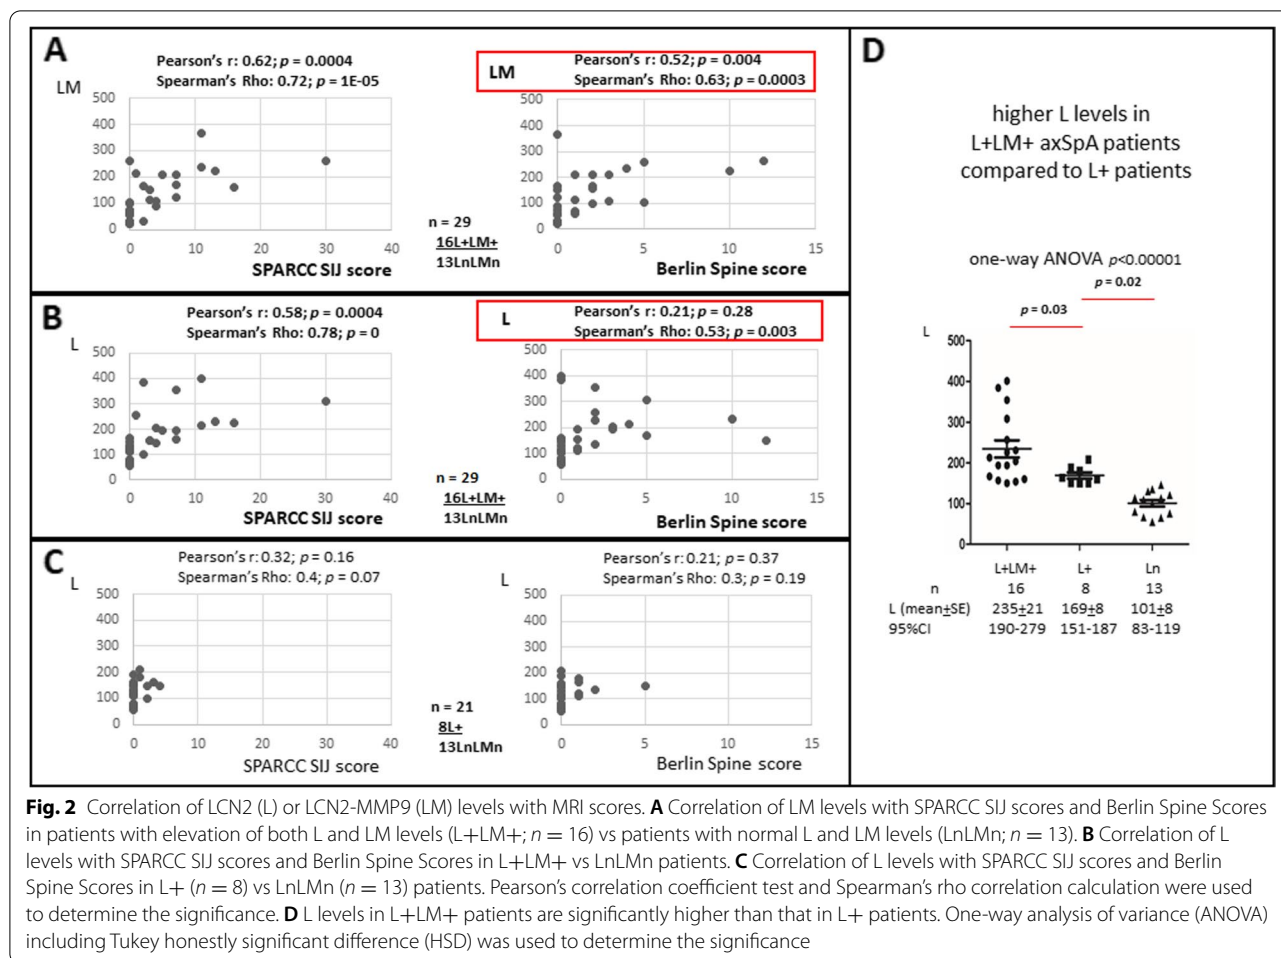 A
Pearson's r: 0.62; p = 0.0004
Spearman's Rho: 0.72; p = 1E-05
LM
500
400
300
200
100
0
0 10 20 30 40
SPARCC SIJ score
n = 29
16L+LM+
13LnLMn
LM
Pearson's r: 0.52; p = 0.004
Spearman's Rho: 0.63; p = 0.0003
500
400
300
200
100
0
0 5 10 15
Berlin Spine score
B
Pearson's r: 0.58; p = 0.0004
Spearman's Rho: 0.78; p = 0
L
500
400
300
200
100
0
0 10 20 30 40
SPARCC SIJ score
n = 29
16L+LM+
13LnLMn
L
Pearson's r: 0.21; p = 0.28
Spearman's Rho: 0.53; p = 0.003
500
400
300
200
100
0
0 5 10 15
Berlin Spine score
C
Pearson's r: 0.32; p = 0.16
Spearman's Rho: 0.4; p = 0.07
L
500
400
300
200
100
0
0 10 20 30 40
SPARCC SIJ score
n = 21
8L+
13LnLMn
Pearson's r: 0.21; p = 0.37
Spearman's Rho: 0.3; p = 0.19
L
500
400
300
200
100
0
0 5 10 15
Berlin Spine score
D
higher L levels in
L+LM+ axSpA patients
compared to L+ patients
one-way ANOVA p<0.00001
p = 0.02
p = 0.03
L
500
400
300
200
100
0
L+LM+ L+ Ln
n 16 8 13
L (mean±SE) 235±21 169±8 101±8
95%CI 190-279 151-187 83-119
Fig. 2 Correlation of LCN2 (L) or LCN2-MMP9 (LM) levels with MRI scores. A Correlation of LM levels with SPARCC SIJ scores and Berlin Spine Scores
in patients with elevation of both L and LM levels (L+LM+; n = 16) vs patients with normal L and LM levels (LnLMn; n = 13). B Correlation of L
levels with SPARCC SIJ scores and Berlin Spine Scores in L+LM+ vs LnLMn patients. C Correlation of L levels with SPARCC SIJ scores and Berlin
Spine Scores in L+ (n = 8) vs LnLMn (n = 13) patients. Pearson's correlation coefficient test and Spearman's rho correlation calculation were used
to determine the significance. D L levels in L+LM+ patients are significantly higher than that in L+ patients. One-way analysis of variance (ANOVA)
including Tukey honestly significant difference (HSD) was used to determine the significance